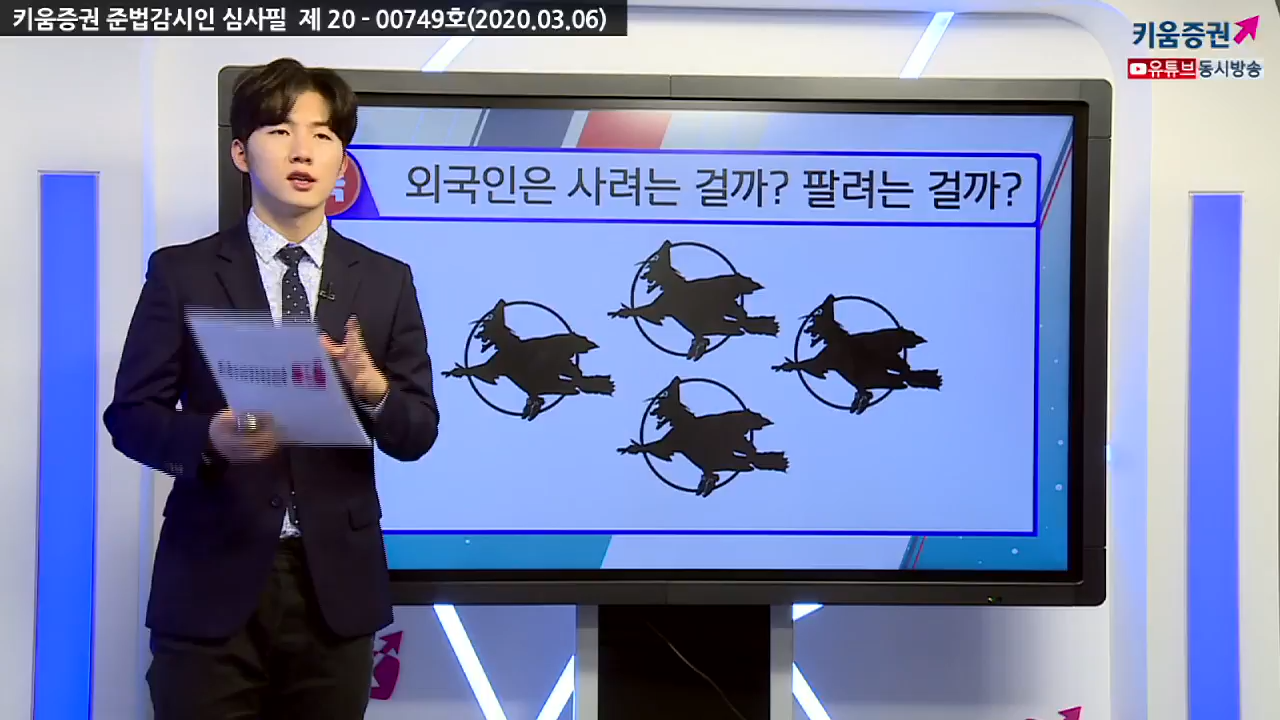 키움증권 준법감시인 심사필 제 20 - 00749호(2020.03.06)
키움증권
유튜브동시방송
외국인은 사려는 걸까? 팔려는 걸까?